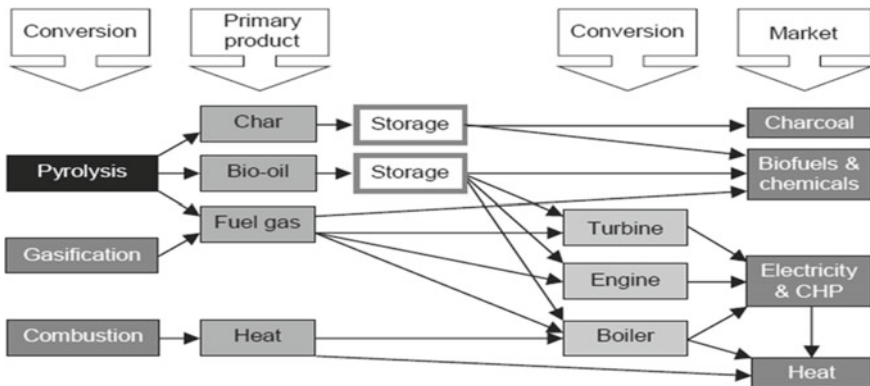 Conversion
Primary
product
Conversion
Market
Char
Storage
Charcoal
Pyrolysis
Bio-oil
Storage
Biofuels &
chemicals
Fuel gas
Turbine
Gasification
Engine
Electricity
& CHP
Combustion
Heat
Boiler
Heat